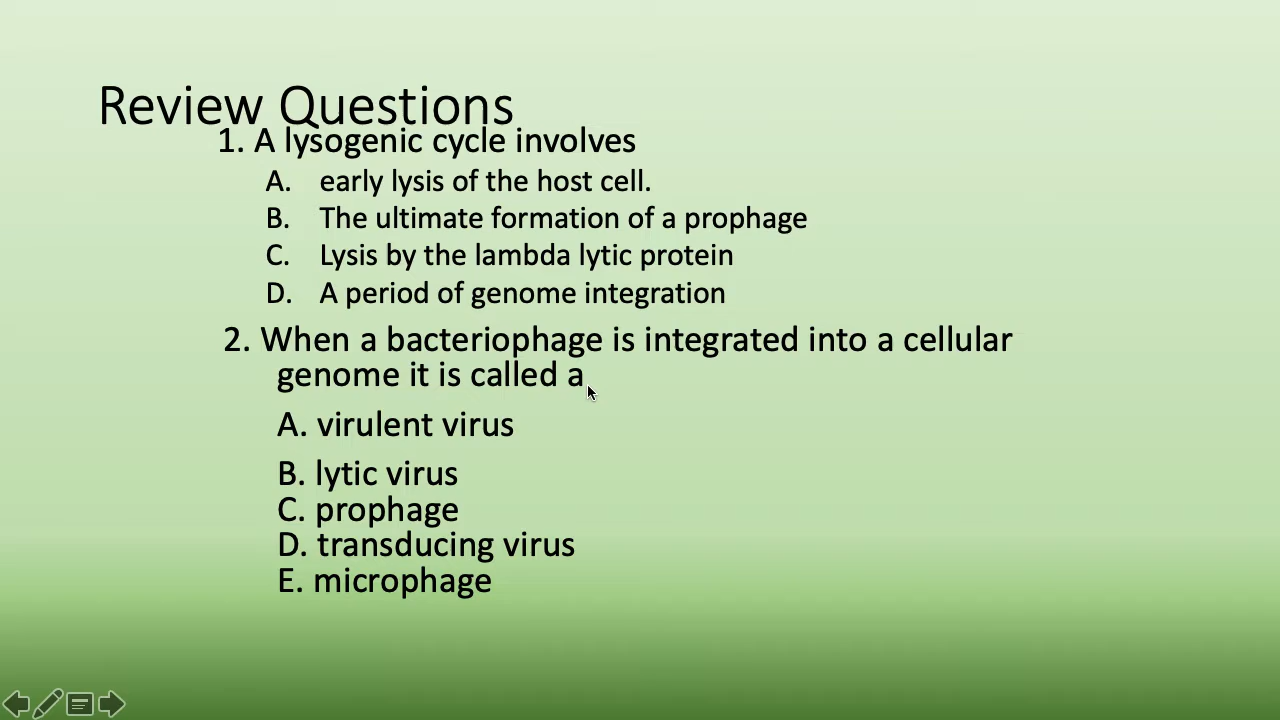 Review Questions
1. A lysogenic cycle involves
A. early lysis of the host cell.
B. The ultimate formation of a prophage
C. Lysis by the lambda lytic protein
D. A period of genome integration
2. When a bacteriophage is integrated into a cellular
genome it is called a
A. virulent virus
B. lytic virus
C. prophage
D. transducing virus
E. microphage